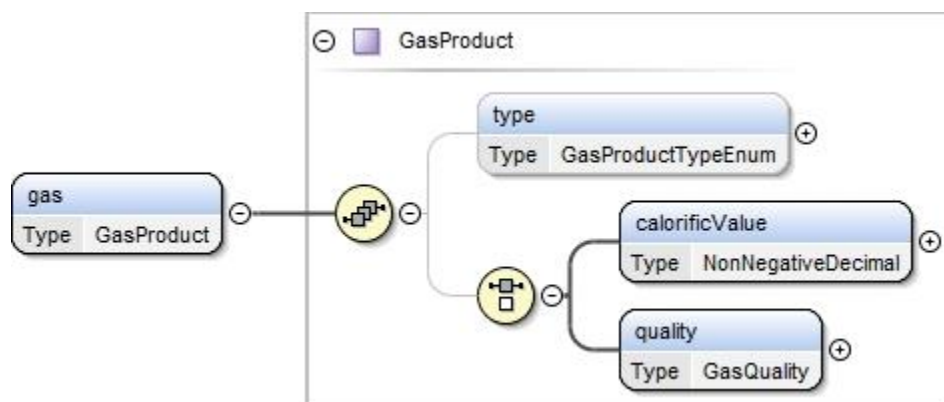 GasProduct
type
Type GasProductTypeEnum
gas
Type GasProduct
calorificValue
Type NonNegativeDecimal
quality
Type GasQuality